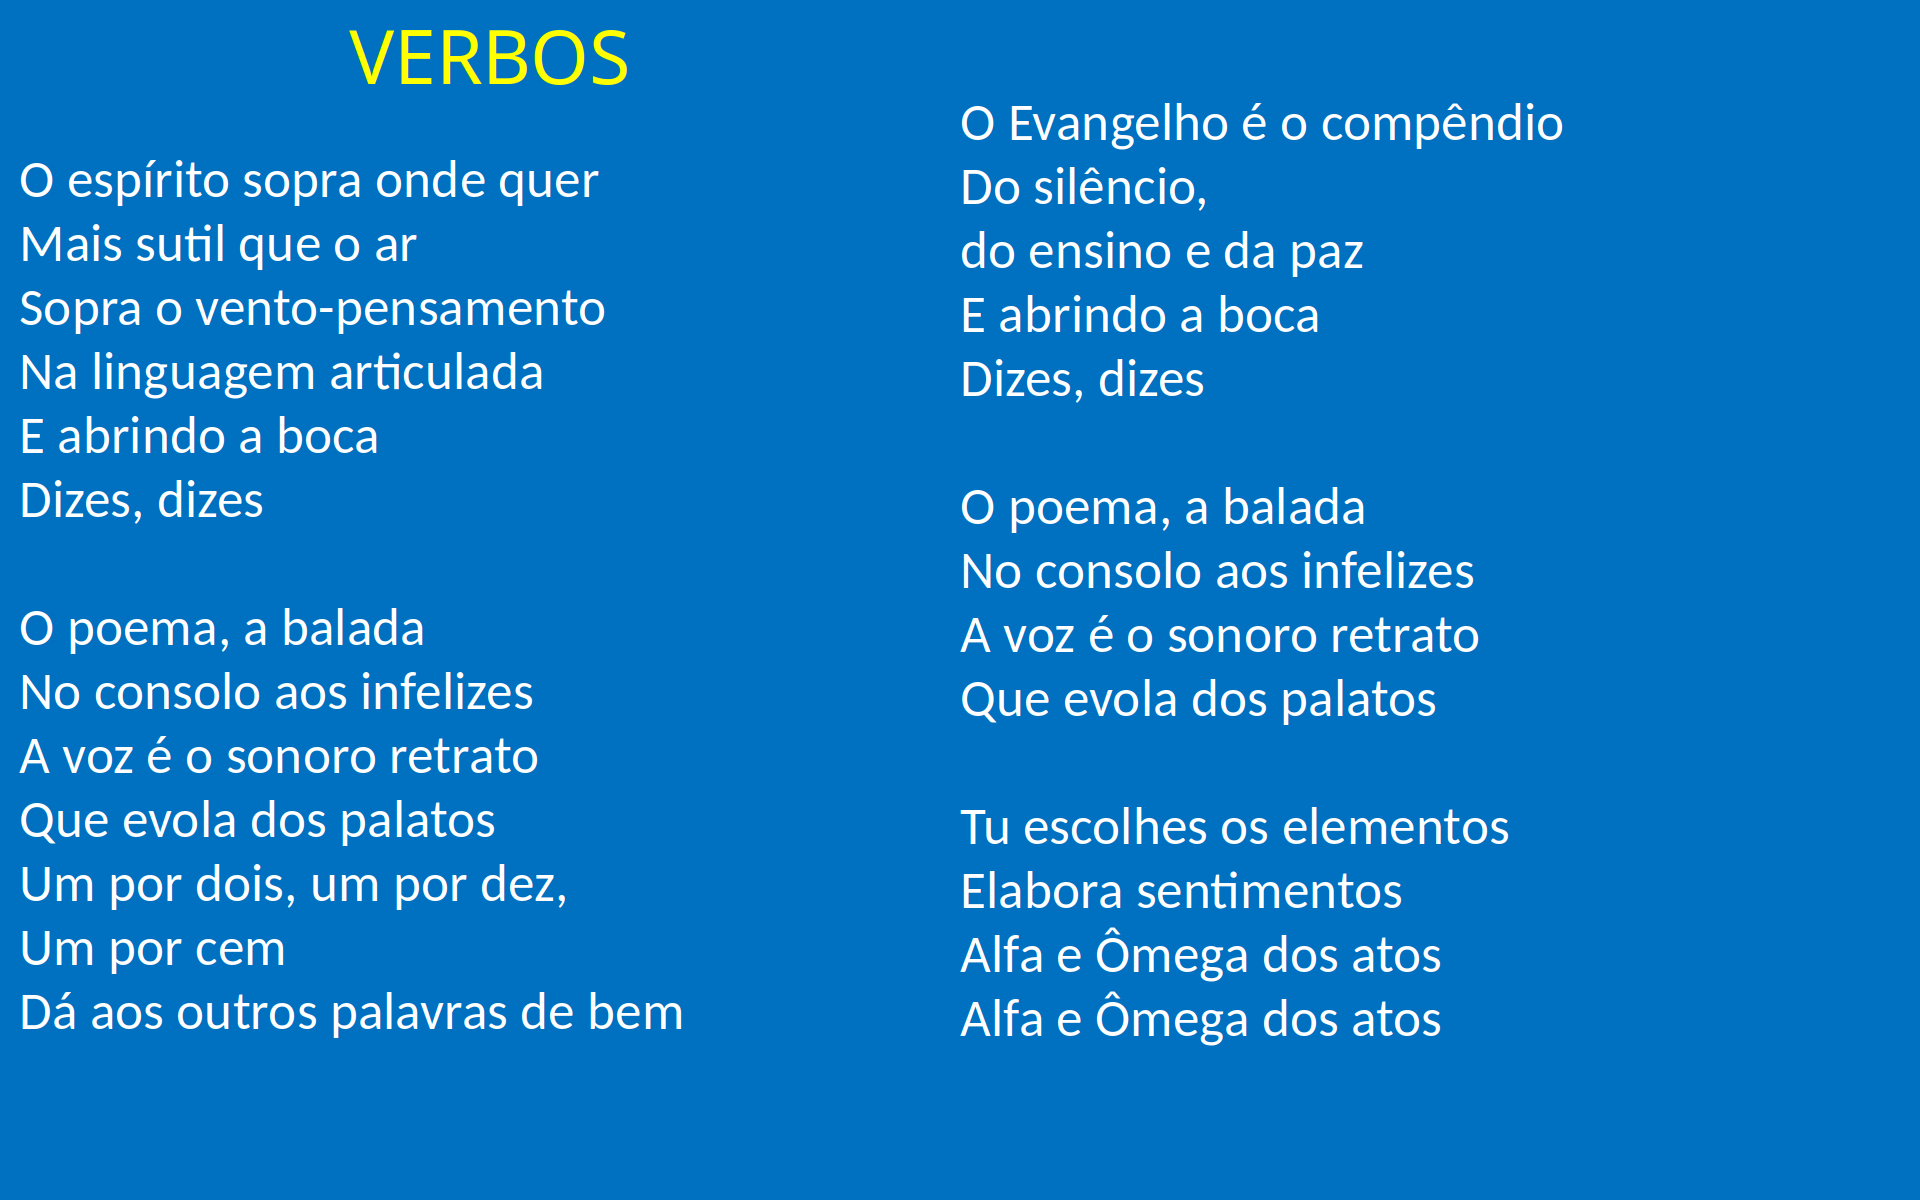 VERBOS
O espírito sopra onde quer
Mais sutil que o ar
Sopra o vento-pensamento
Na linguagem articulada
E abrindo a boca
Dizes, dizes
O poema, a balada
No consolo aos infelizes
A voz é o sonoro retrato
Que evola dos palatos
Um por dois, um por dez,
Um por cem
Dá aos outros palavras de bem
O Evangelho é o compêndio
Do silêncio,
do ensino e da paz
E abrindo a boca
Dizes, dizes
O poema, a balada
No consolo aos infelizes
A voz é o sonoro retrato
Que evola dos palatos
Tu escolhes os elementos
Elabora sentimentos
Alfa e Ômega dos atos
Alfa e Ômega dos atos